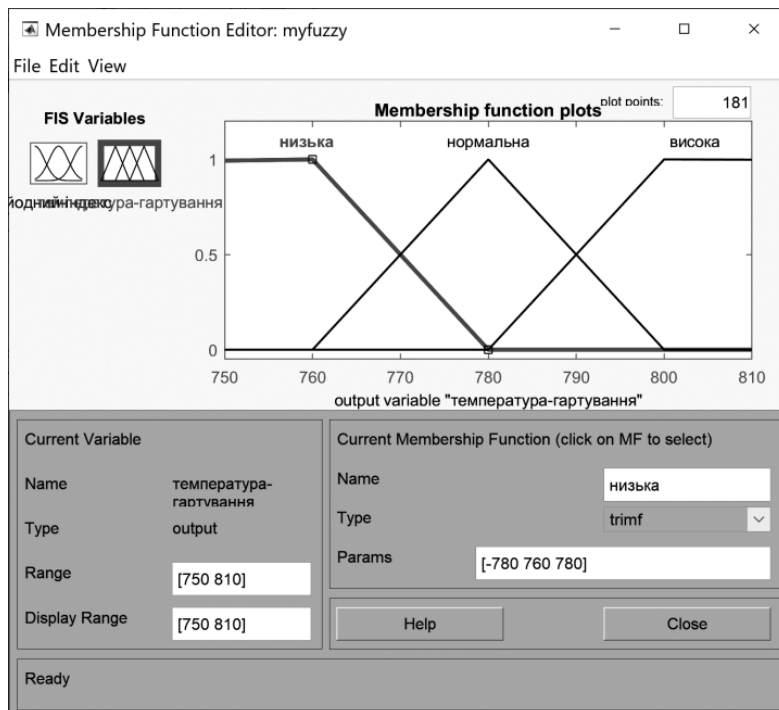 Membership Function Editor: myfuzzy
File Edit View
FIS Variables
Membership function plots
plot points:
181
низька
нормальна
висока
1
0.5
0
750 760 770 780 790 800 810
output variable "температура-гартування"
температура-гартування
Current Variable
Name
температура-
гартування
Type
output
Range
[750 810]
Display Range
[750 810]
Current Membership Function (click on MF to select)
Name
низька
Type
trimf
Params
[-780 760 780]
Help
Close
Ready